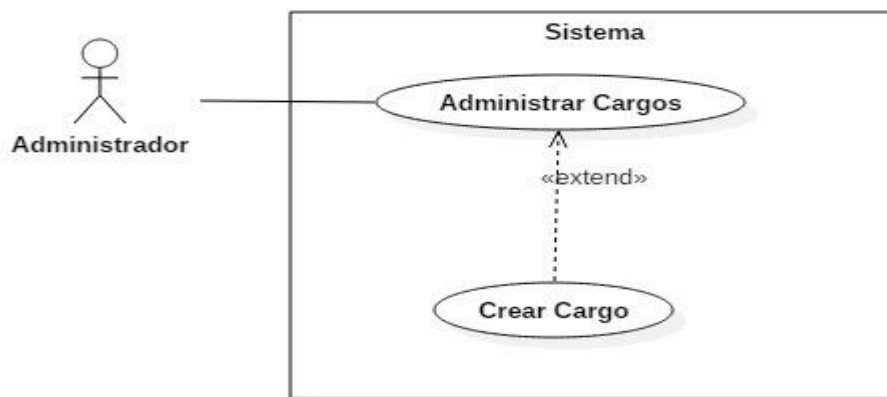 Sistema
Administrar Cargos
Administrador
«extend»
Crear Cargo